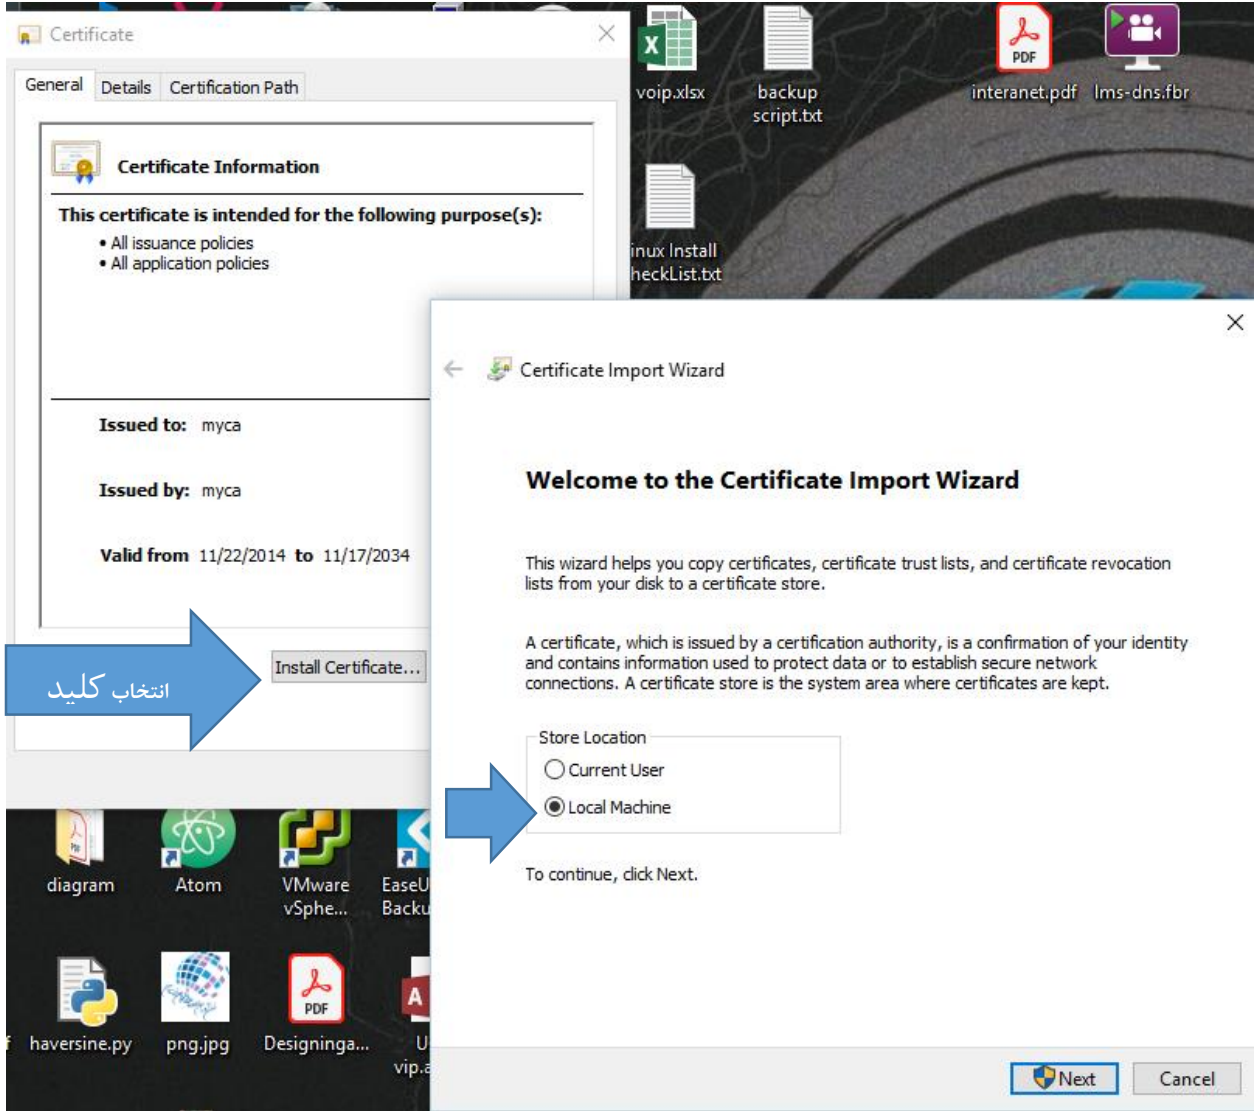 Certificate
General Details Certification Path
Certificate Information
This certificate is intended for the following purpose(s):
• All issuance policies
• All application policies
Issued to: myca
Issued by: myca
Valid from 11/22/2014 to 11/17/2034
Install Certificate...
انتخاب کلید
voip.xlsx
backup
script.txt
PDF
interanet.pdf
lms-dns.fbr
inux Install
heckList.txt
Certificate Import Wizard
Welcome to the Certificate Import Wizard
This wizard helps you copy certificates, certificate trust lists, and certificate revocation
lists from your disk to a certificate store.
A certificate, which is issued by a certification authority, is a confirmation of your identity
and contains information used to protect data or to establish secure network
connections. A certificate store is the system area where certificates are kept.
Store Location
Current User
Local Machine
To continue, click Next.
Next Cancel
diagram
Atom
VMware
vSphe...
EaseU
Backu
haversine.py
png.jpg
PDF
Designinga...
U
vip.a